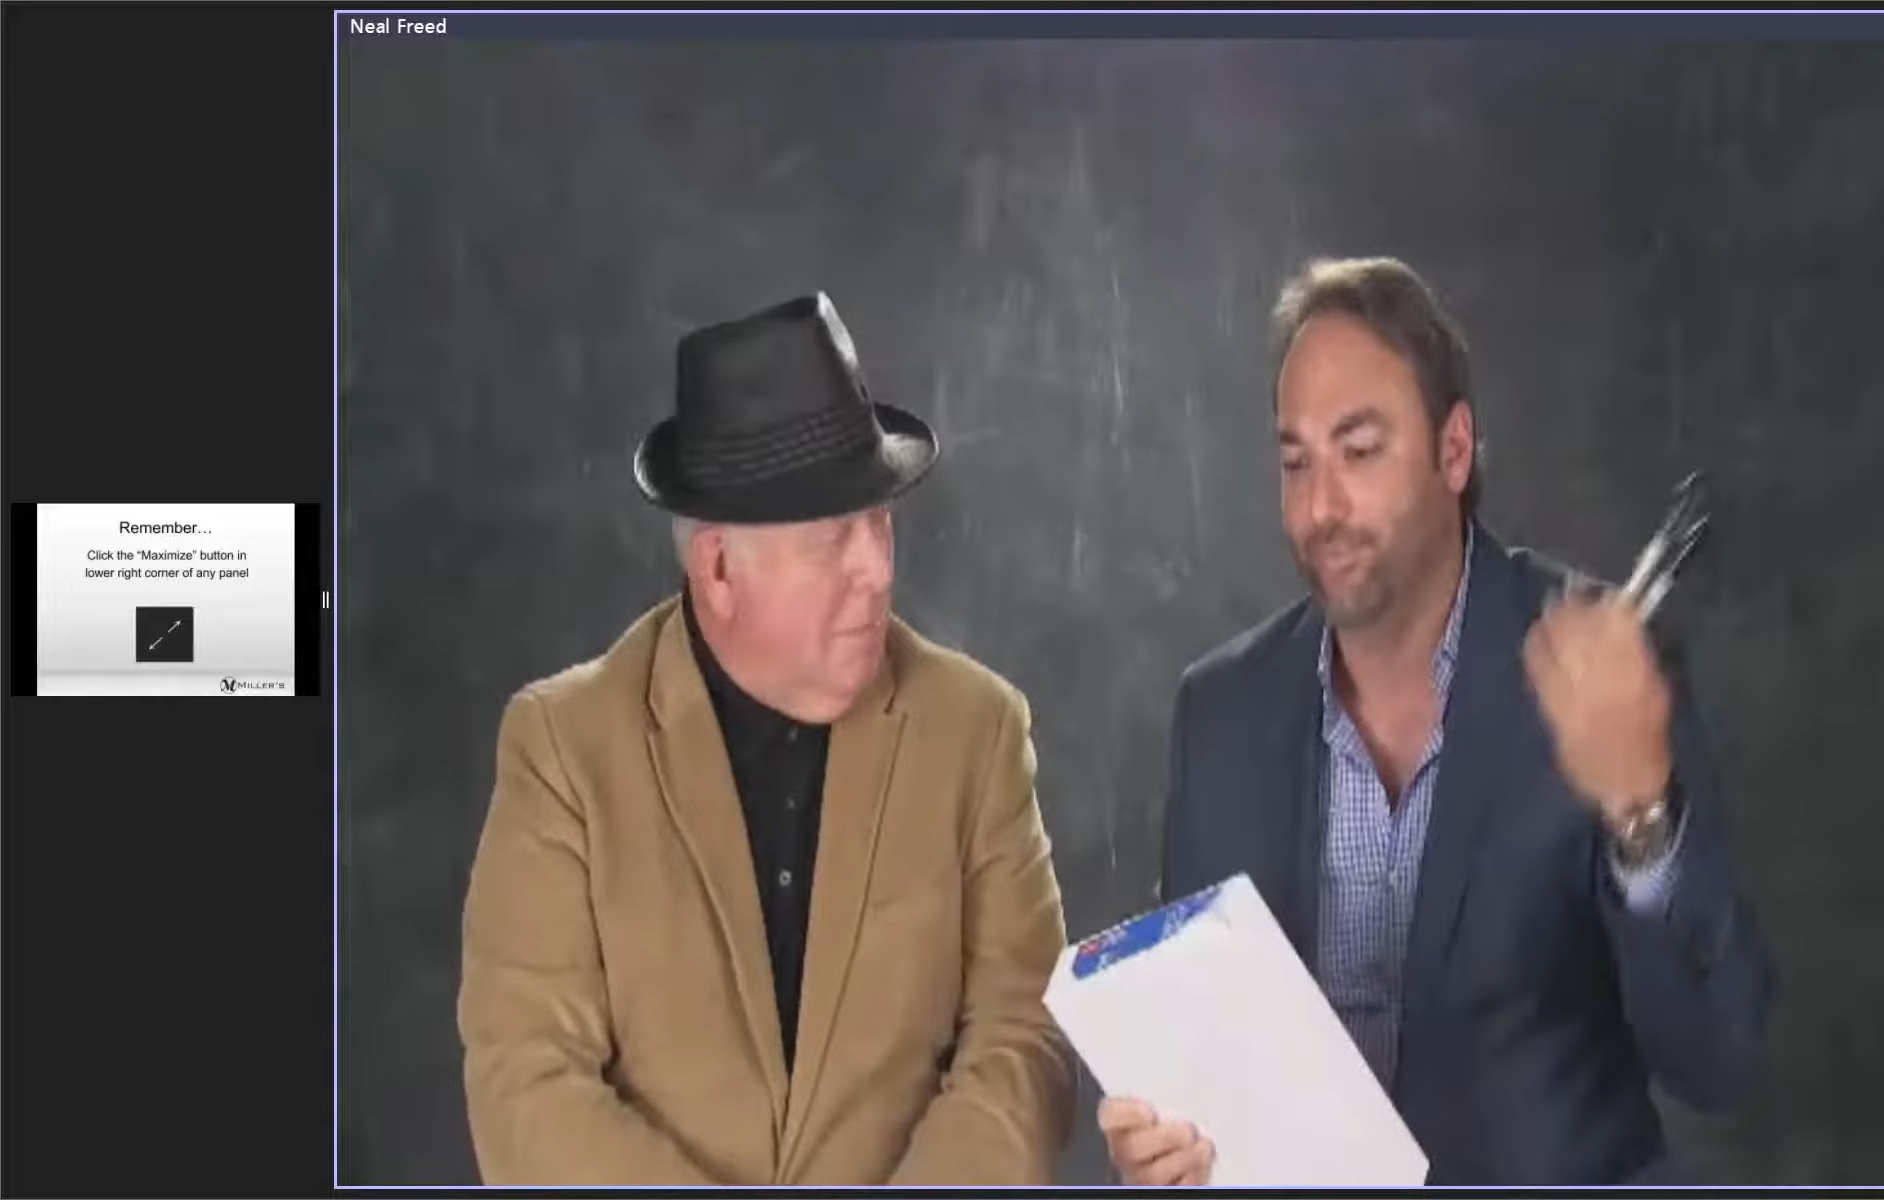 Neal Freed
Remember...
Click the "Maximize" button in
lower right corner of any panel
MILLER'S